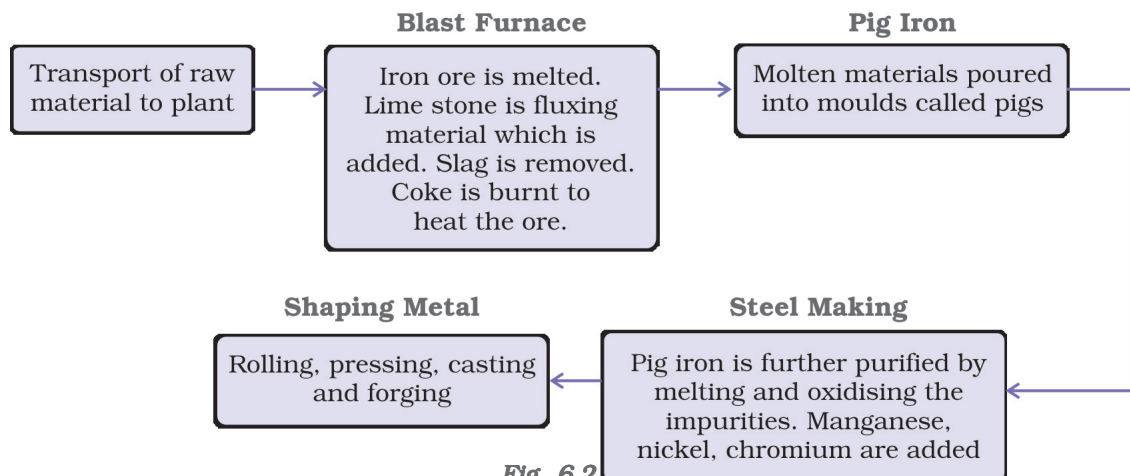 Transport of raw
material to plant
Blast Furnace
Iron ore is melted.
Lime stone is fluxing
material which is
added. Slag is removed.
Coke is burnt to
heat the ore.
Pig Iron
Molten materials poured
into moulds called pigs
Steel Making
Pig iron is further purified by
melting and oxidising the
impurities. Manganese,
nickel, chromium are added
Shaping Metal
Rolling, pressing, casting
and forging
Fig. 6.2